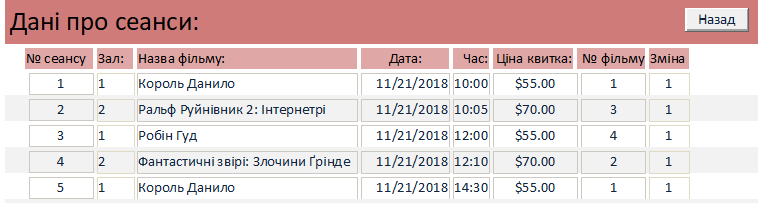 Дані про сеанси:
Назад
№ сеансу Зал: Назва фільму: Дата: Час: Ціна квитка: № фільму Зміна
1 1 Король Данило 11/21/2018 10:00 $55.00 1 1
2 2 Ральф Руйнівник 2: Інтернетрі 11/21/2018 10:05 $70.00 3 1
3 1 Робін Гуд 11/21/2018 12:00 $55.00 4 1
4 2 Фантастичні звірі: Злочини Ґрінде 11/21/2018 12:10 $70.00 2 1
5 1 Король Данило 11/21/2018 14:30 $55.00 1 1